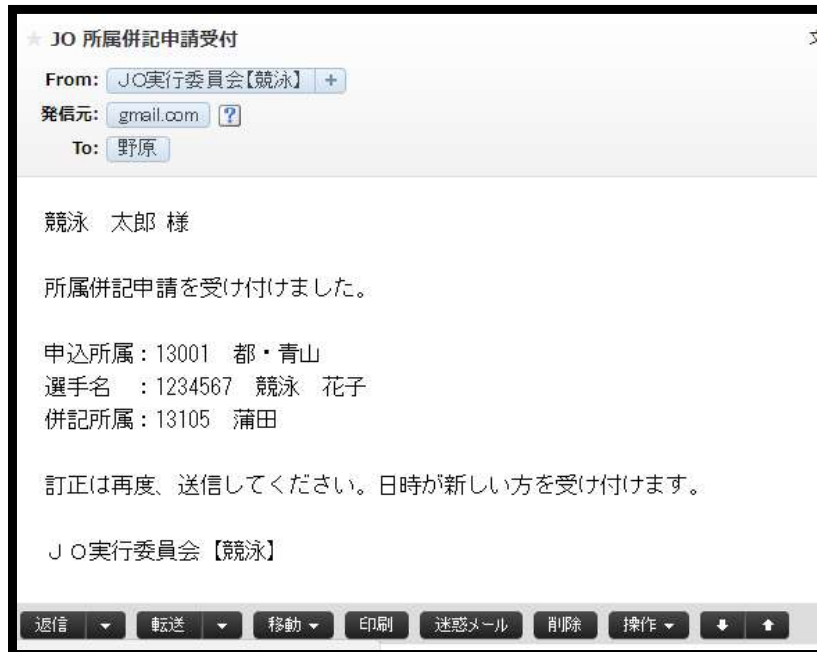 JO 所属併記申請受付
From: JO実行委員会【競泳】 +
発信元: gmail.com ?
To: 野原
競泳　太郎 様
所属併記申請を受け付けました。
申込所属：13001　都・青山
選手名　：1234567　競泳　花子
併記所属：13105　蒲田
訂正は再度、送信してください。日時が新しい方を受け付けます。
ＪＯ実行委員会【競泳】
返信 転送 移動 印刷 迷惑メール 削除 操作